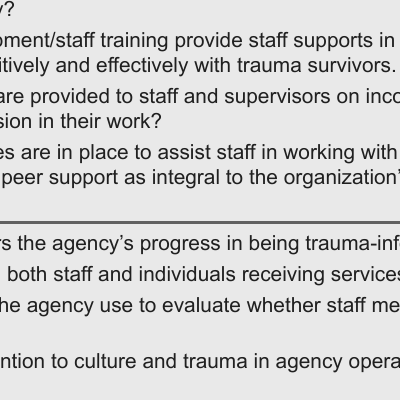 y?
pment/staff training provide staff supports in
itively and effectively with trauma survivors.
are provided to staff and supervisors on inco
sion in their work?
es are in place to assist staff in working with
peer support as integral to the organization'
rs the agency's progress in being trauma-inf
both staff and individuals receiving services
he agency use to evaluate whether staff me
ntion to culture and trauma in agency opera